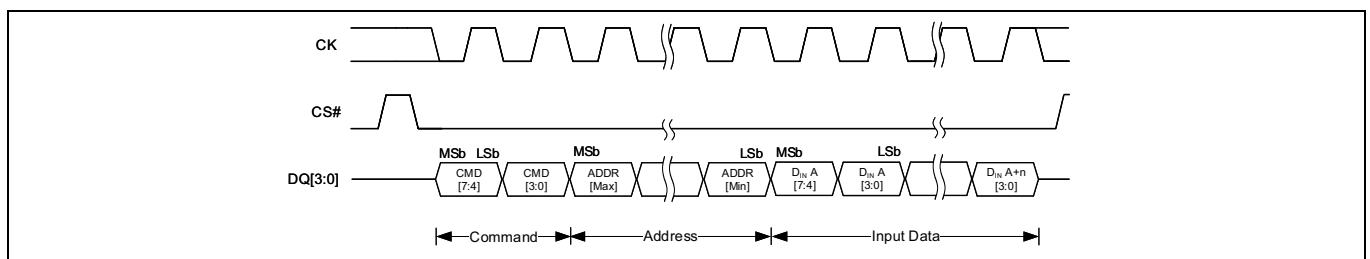 CK
CS#
MSb LSb MSb LSb MSb LSb
DQ[3:0]
CMD [7:4] CMD [3:0] ADDR [Max] ADDR [Min] DIN A [7:4] DIN A [3:0] DIN A+n [3:0]
Command Address Input Data